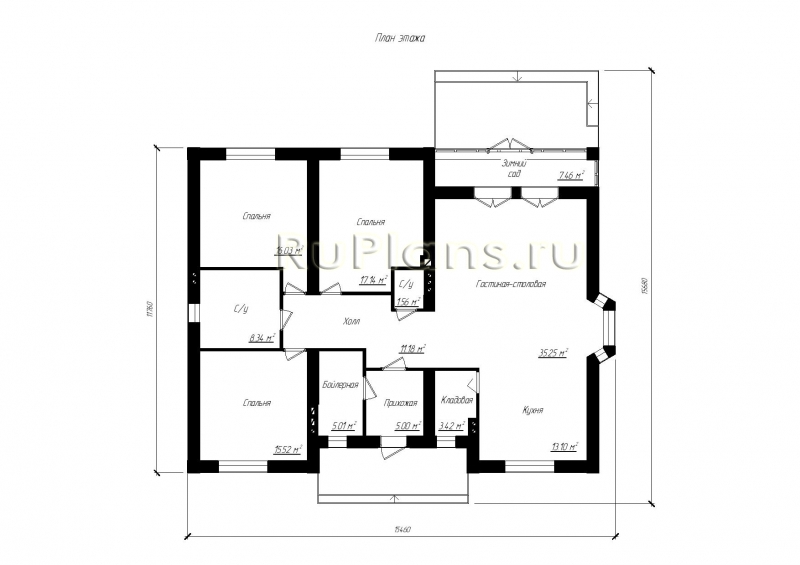 План этажа
Зимний
сад
7.46 м²
Спальня
15.03 м²
Спальня
17.14 м²
RuPlans.ru
С/у
1.56 м²
Гостиная-столовая
35.25 м²
С/у
8.34 м²
Холл
11.18 м²
Спальня
15.52 м²
Бойлерная
5.01 м²
Прихожая
5.00 м²
Кладовая
3.42 м²
Кухня
13.10 м²
11760
15680
15460